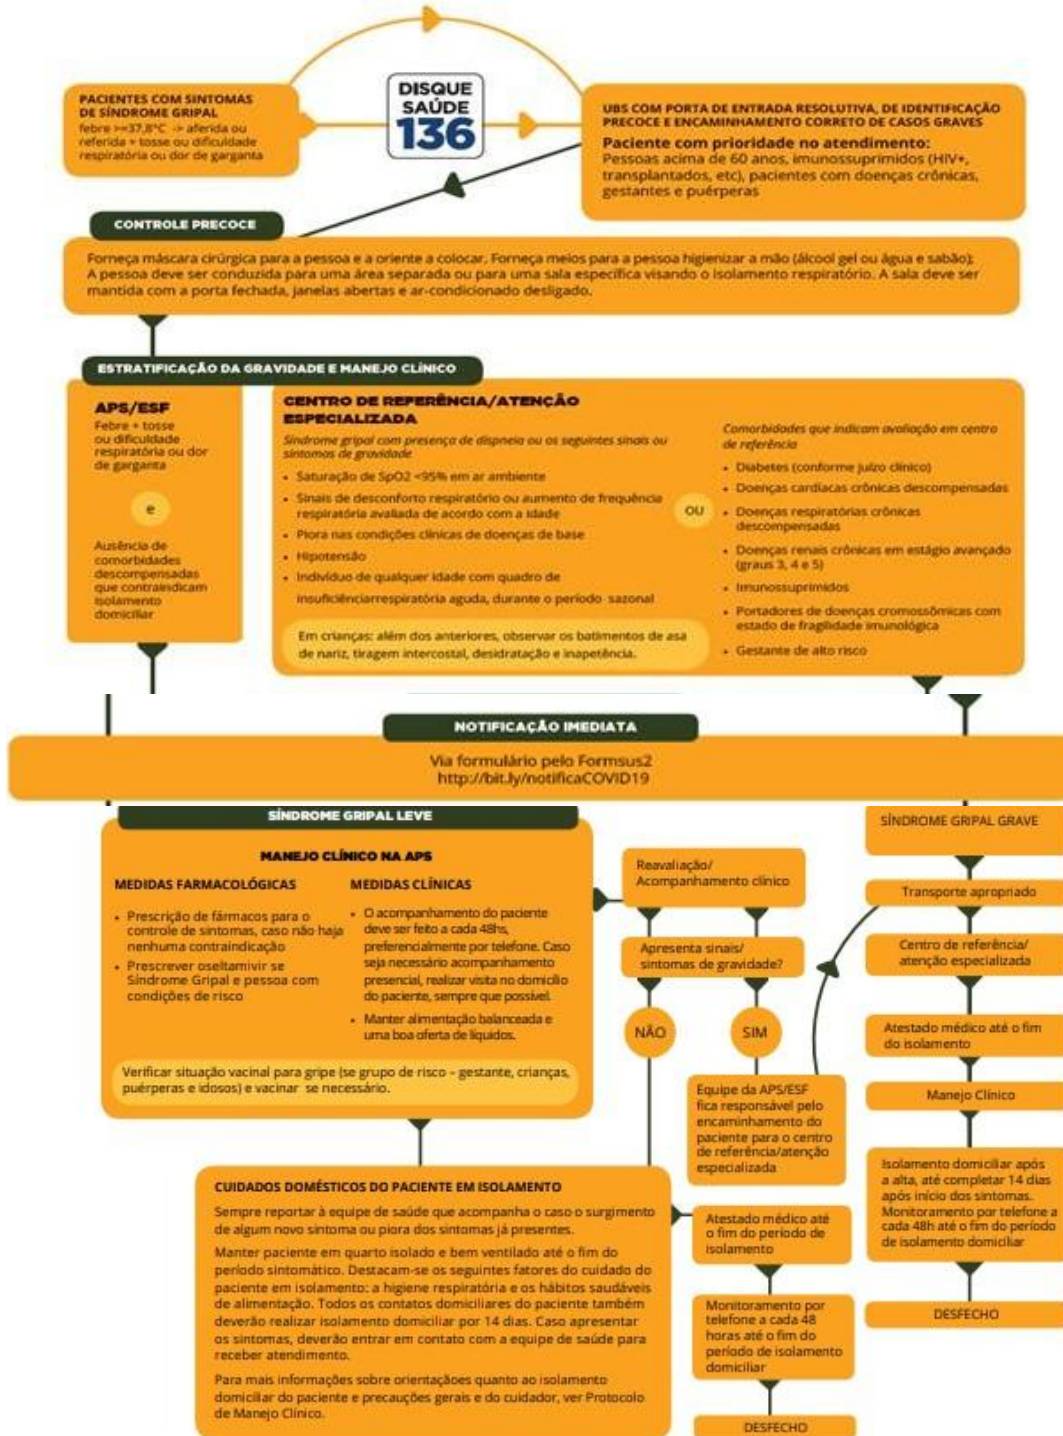 PACIENTES COM SINTOMAS
DE SÍNDROME GRIPAL
febre >=37,8°C -> aferida ou
referida + tosse ou dificuldade
respiratória ou dor de garganta
DISQUE
SAÚDE
136
UBS COM PORTA DE ENTRADA RESOLUTIVA, DE IDENTIFICAÇÃO
PRECOCE E ENCAMINHAMENTO CORRETO DE CASOS GRAVES
Paciente com prioridade no atendimento:
Pessoas acima de 60 anos, imunossuprimidos (HIV+,
transplantados, etc), pacientes com doenças crônicas,
gestantes e puérperas
CONTROLE PRECOCE
Forneça máscara cirúrgica para a pessoa e a oriente a colocar. Forneça meios para a pessoa higienizar a mão (álcool gel ou água e sabão);
A pessoa deve ser conduzida para uma área separada ou para uma sala específica visando o isolamento respiratório. A sala deve ser
mantida com a porta fechada, janelas abertas e ar-condicionado desligado.
ESTRATIFICAÇÃO DA GRAVIDADE E MANEJO CLÍNICO
APS/ESF
Febre + tosse
ou dificuldade
respiratória ou dor
de garganta
e
Ausência de
comorbidades
descompensadas
que contraindicam
isolamento
domiciliar
CENTRO DE REFERÊNCIA/ATENÇÃO
ESPECIALIZADA
Síndrome gripal com presença de dispneia ou os seguintes sinais ou
sintomas de gravidade
• Saturação de SpO2 <95% em ar ambiente
• Sinais de desconforto respiratório ou aumento de frequência
respiratória avaliada de acordo com a idade
• Piora nas condições clínicas de doenças de base
• Hipotensão
• Indivíduo de qualquer idade com quadro de
insuficiênciarrespiratória aguda, durante o período sazonal
Em crianças: além dos anteriores, observar os batimentos de asa
de nariz, tiragem intercostal, desidratação e inapetência.
OU
Comorbidades que indicam avaliação em centro
de referência
• Diabetes (conforme juízo clínico)
• Doenças cardíacas crônicas descompensadas
• Doenças respiratórias crônicas
descompensadas
• Doenças renais crônicas em estágio avançado
(graus 3, 4 e 5)
• Imunossuprimidos
• Portadores de doenças cromossômicas com
estado de fragilidade imunológica
• Gestante de alto risco
NOTIFICAÇÃO IMEDIATA
Via formulário pelo Formsus2
http://bit.ly/notificaCOVID19
SÍNDROME GRIPAL LEVE
MANEJO CLÍNICO NA APS
MEDIDAS FARMACOLÓGICAS
• Prescrição de fármacos para o
controle de sintomas, caso não haja
nenhuma contraindicação
• Prescrever oseltamivir se
Síndrome Gripal e pessoa com
condições de risco
MEDIDAS CLÍNICAS
• O acompanhamento do paciente
deve ser feito a cada 48hs,
preferencialmente por telefone. Caso
seja necessário acompanhamento
presencial, realizar visita no domicílio
do paciente, sempre que possível.
• Manter alimentação balanceada e
uma boa oferta de líquidos.
Verificar situação vacinal para gripe (se grupo de risco – gestante, crianças,
puérperas e idosos) e vacinar se necessário.
Reavaliação/
Acompanhamento clínico
Apresenta sinais/
sintomas de gravidade?
NÃO
SIM
Equipe da APS/ESF
fica responsável pelo
encaminhamento do
paciente para o centro
de referência/atenção
especializada
SÍNDROME GRIPAL GRAVE
Transporte apropriado
Centro de referência/
atenção especializada
Atestado médico até o fim
do isolamento
Manejo Clínico
Isolamento domiciliar após
a alta, até completar 14 dias
após início dos sintomas.
Monitoramento por telefone a
cada 48h até o fim do período
de isolamento domiciliar
DESFECHO
CUIDADOS DOMÉSTICOS DO PACIENTE EM ISOLAMENTO
Sempre reportar à equipe de saúde que acompanha o caso o surgimento
de algum novo sintoma ou piora dos sintomas já presentes.
Manter paciente em quarto isolado e bem ventilado até o fim do
período sintomático. Destacam-se os seguintes fatores do cuidado do
paciente em isolamento: a higiene respiratória e os hábitos saudáveis
de alimentação. Todos os contatos domiciliares do paciente também
deverão realizar isolamento domiciliar por 14 dias. Caso apresentar
os sintomas, deverão entrar em contato com a equipe de saúde para
receber atendimento.
Para mais informações sobre orientaçãoes quanto ao isolamento
domiciliar do paciente e precauções gerais e do cuidador, ver Protocolo
de Manejo Clínico.
Atestado médico até
o fim do período de
isolamento
Monitoramento por
telefone a cada 48
horas até o fim do
período de isolamento
domiciliar
DESFECHO